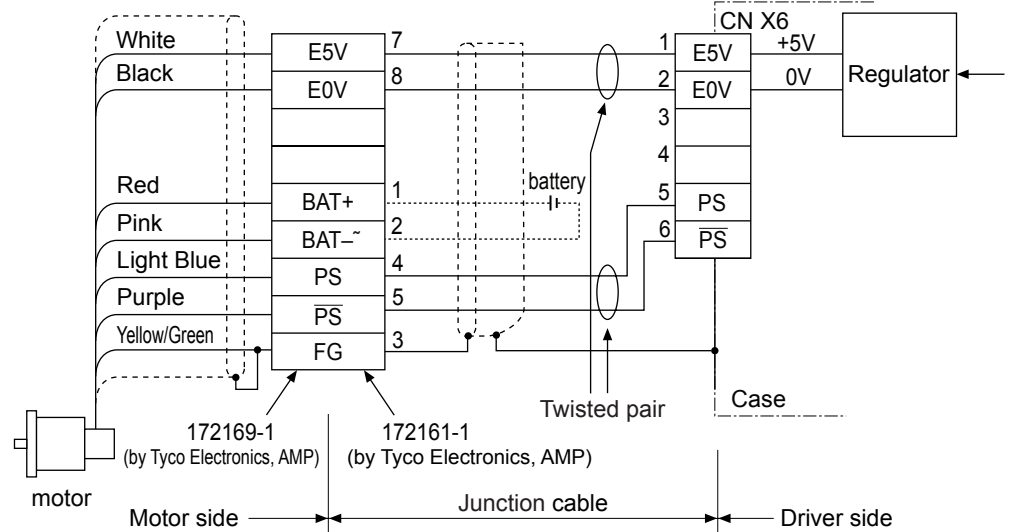 CN X6
White
7
E5V
1
E5V
+5V
Black
8
E0V
2
E0V
0V
Regulator
3
4
Red
1
BAT+
battery
5
PS
Pink
2
BAT–˜
6
PS
Light Blue
4
PS
Purple
5
PS
Yellow/Green
3
FG
Case
Twisted pair
172169-1
(by Tyco Electronics, AMP)
172161-1
(by Tyco Electronics, AMP)
motor
Motor side
Junction cable
Driver side